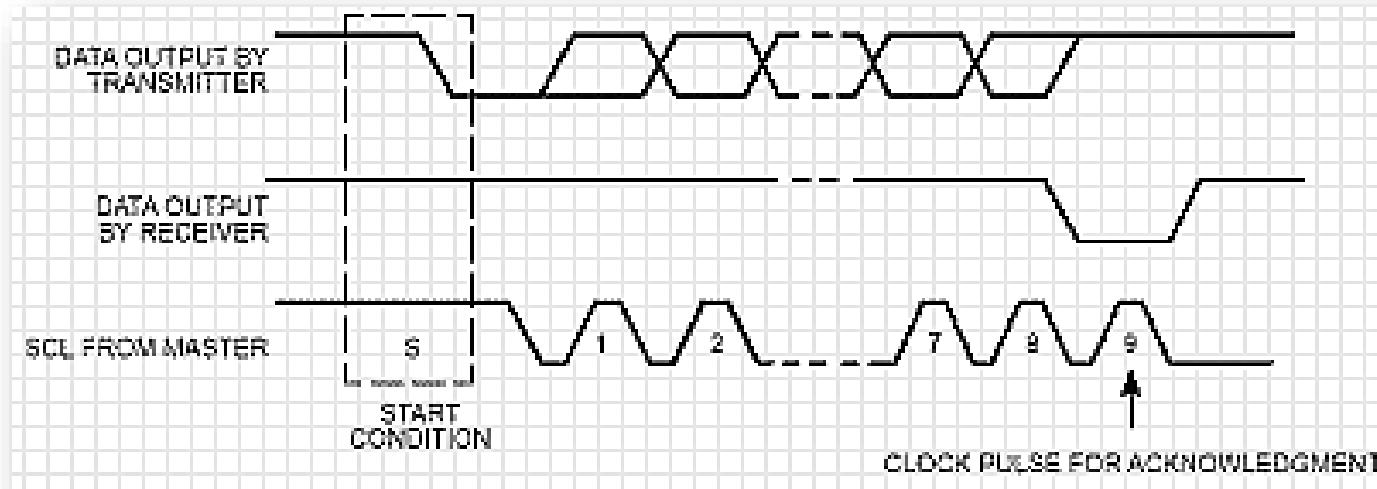 DATA OUTPUT BY
TRANSMITTER
DATA OUTPUT
BY RECEIVER
SCL FROM MASTER
S
1
2
7
8
9
START
CONDITION
CLOCK PULSE FOR ACKNOWLEDGMENT